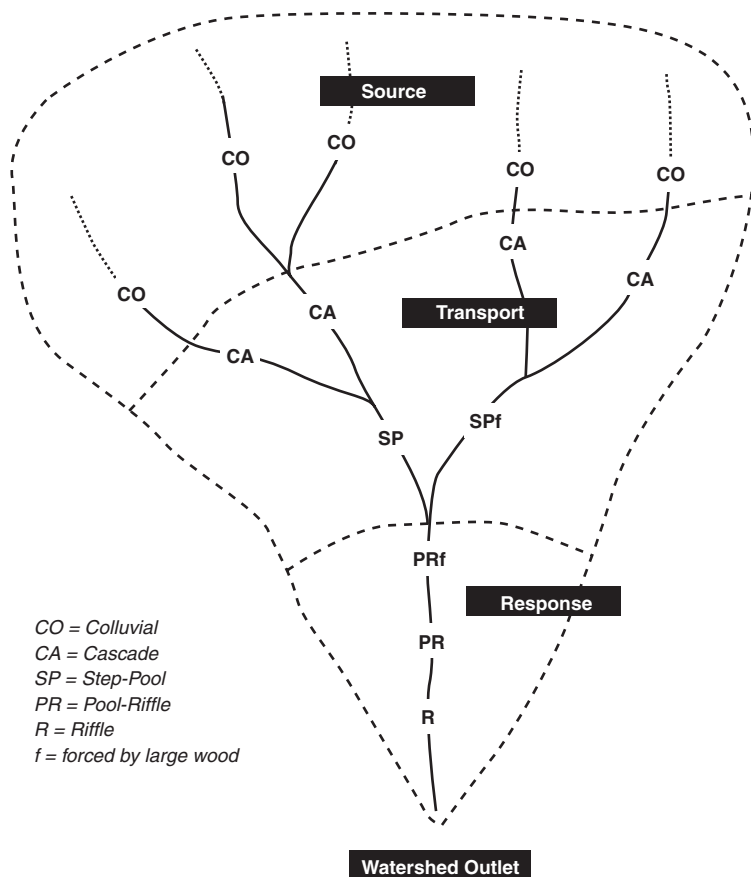 Source
CO
CO
CO
CO
CO
CA
CA
CA
CA
Transport
SP
SPf
PRf
Response
PR
R
CO = Colluvial
CA = Cascade
SP = Step-Pool
PR = Pool-Riffle
R = Riffle
f = forced by large wood
Watershed Outlet